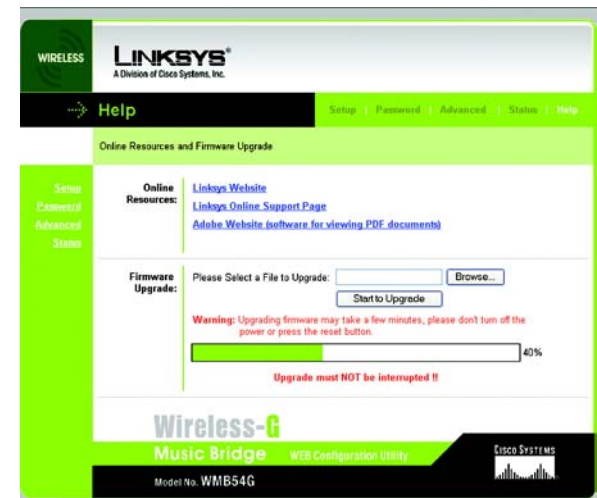 WIRELESS
LINKSYS®
A Division of Cisco Systems, Inc.
Help
Setup | Password | Advanced | Status | Help
Online Resources and Firmware Upgrade
Setup
Password
Advanced
Status
Online Resources:
Linksys Website
Linksys Online Support Page
Adobe Website (software for viewing PDF documents)
Firmware Upgrade:
Please Select a File to Upgrade: Browse...
Start to Upgrade
Warning: Upgrading firmware may take a few minutes, please don't turn off the
power or press the reset button.
40%
Upgrade must NOT be interrupted !!
Wireless-G
Music Bridge WEB Configuration Utility
CISCO SYSTEMS
Model No. WMB54G